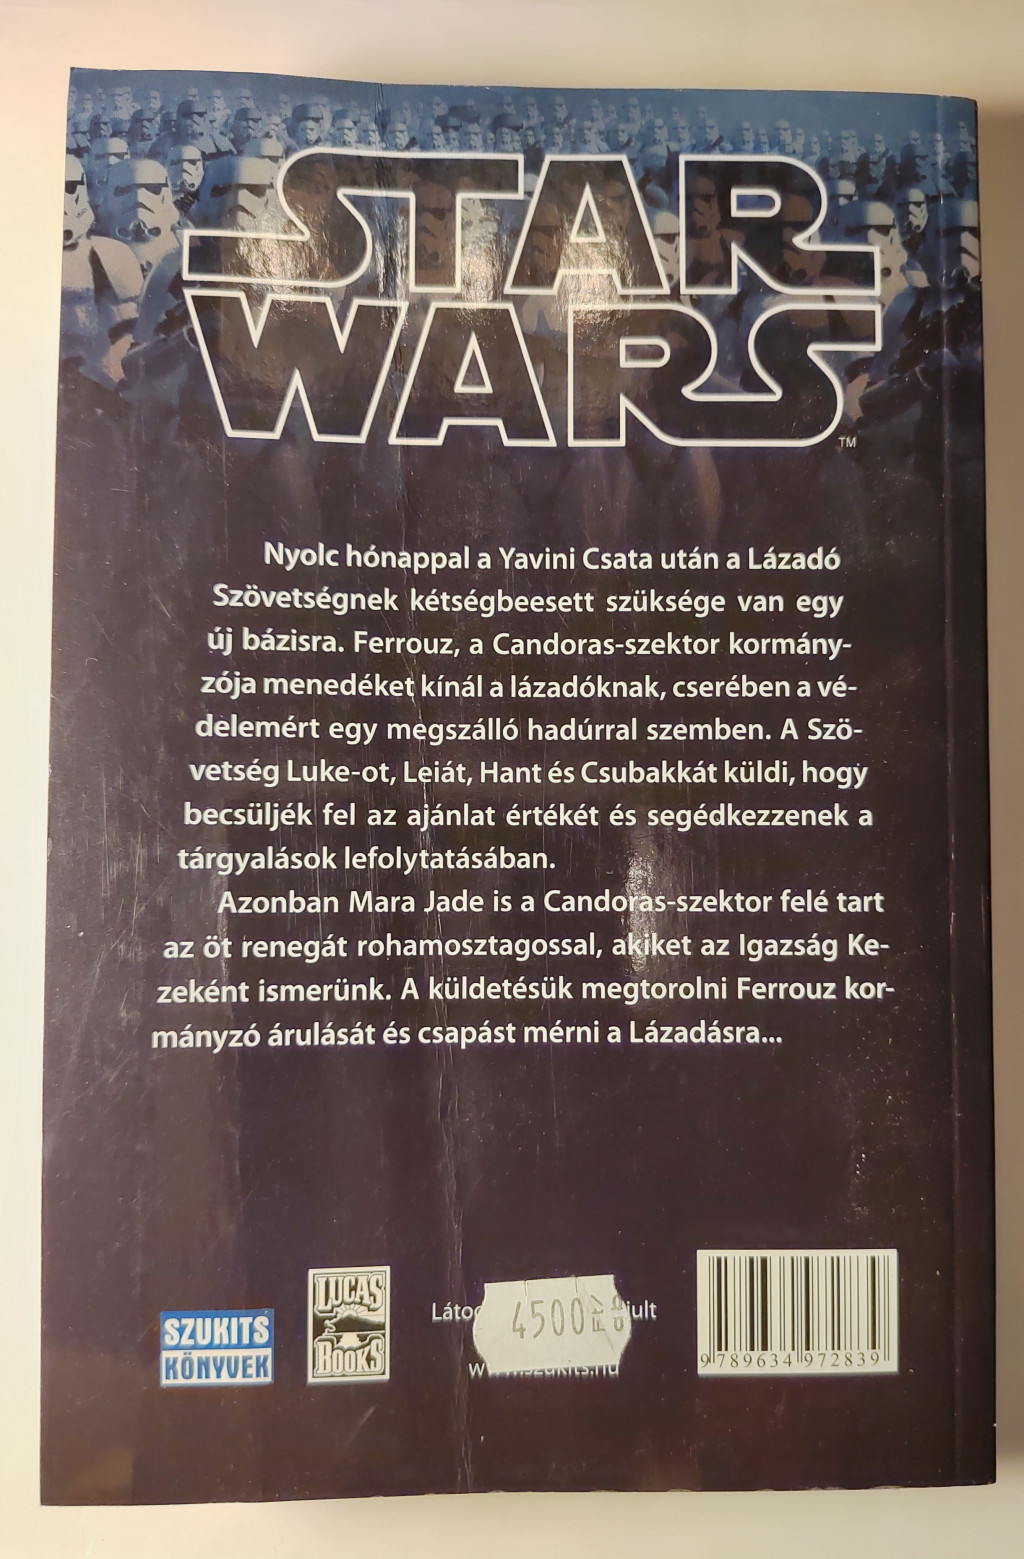 STAR
WARS
TM
Nyolc hónappal a Yavini Csata után a Lázadó
Szövetségnek kétségbeesett szüksége van egy
új bázisra. Ferrouz, a Candoras-szektor kormány-
zója menedéket kínál a lázadóknak, cserében a vé-
delemért egy megszálló hadúrral szemben. A Szö-
vetség Luke-ot, Leiát, Hant és Csubakkát küldi, hogy
becsüljék fel az ajánlat értékét és segédkezzenek a
tárgyalások lefolytatásában.
Azonban Mara Jade is a Candoras-szektor felé tart
az öt renegát rohamosztagossal, akiket az Igazság Ke-
zeként ismerünk. A küldetésük megtorolni Ferrouz kor-
mányzó árulását és csapást mérni a Lázadásra...
SZUKITS
KÖNYVEK
LUCAS
BOOKS
4500
9 789634 972839